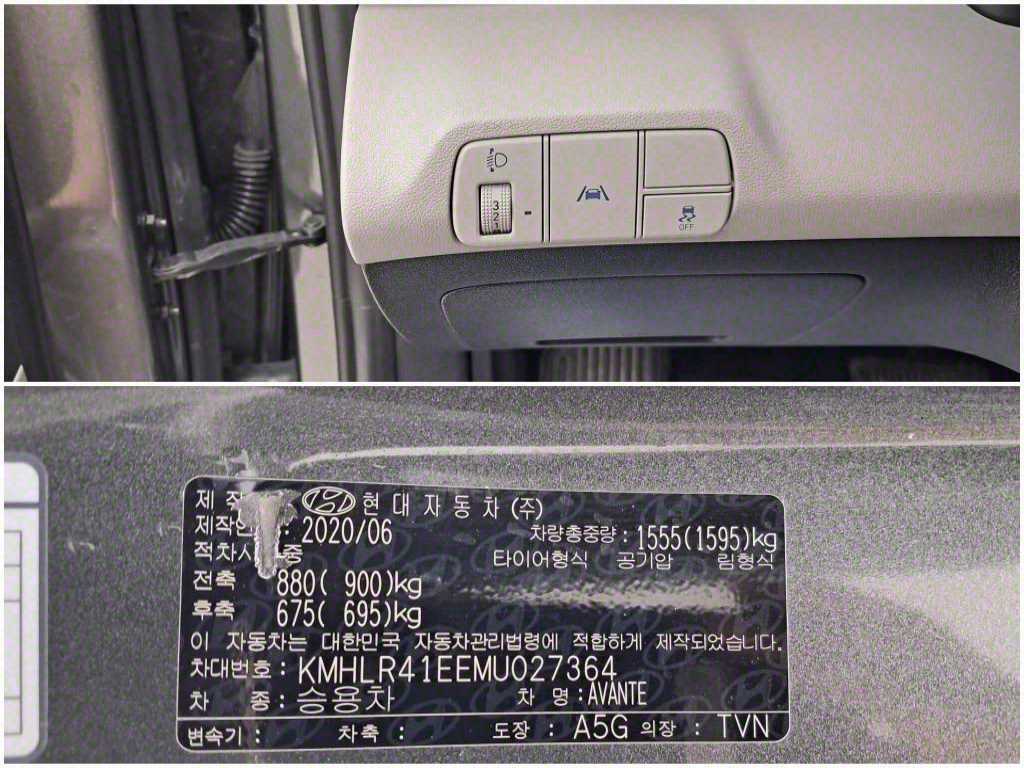 3
2
1
OFF
제 작 현대자동차 (주)
제작 : 2020/06 차량총중량 : 1555(1595)kg
적차시 중 타이어형식 공기압 림형식
전축 880( 900)kg
후축 675( 695)kg
이 자동차는 대한민국 자동차관리법령에 적합하게 제작되었습니다.
차대번호 : KMHLR41EEMU027364
차 종 : 승용차 차 명 : AVANTE
변속기 : 차축 : 도장 : A5G 의장 : TVN